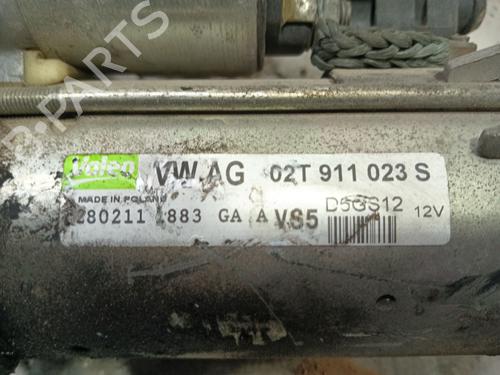 B-PARTS
Valeo VW.AG 02T 911 023 S
MADE IN POLAND
GA A VS5 D5GS12 12V